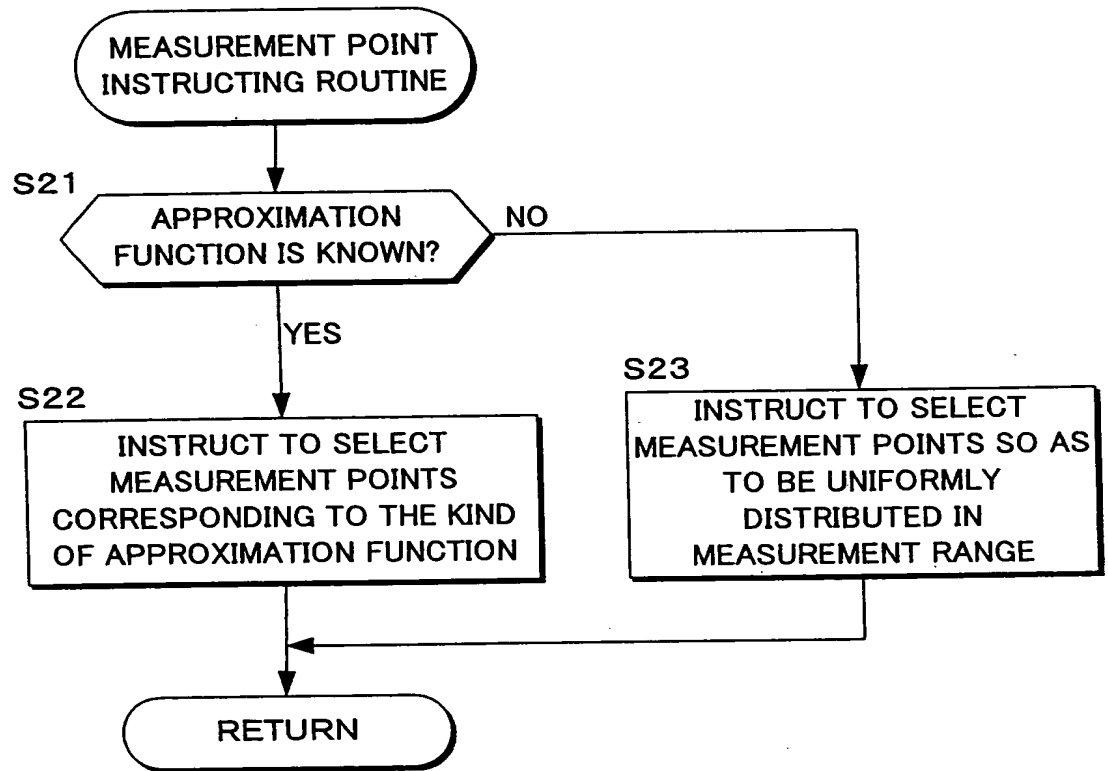 MEASUREMENT POINT
INSTRUCTING ROUTINE
S21
APPROXIMATION
FUNCTION IS KNOWN?
NO
YES
S22
INSTRUCT TO SELECT
MEASUREMENT POINTS
CORRESPONDING TO THE KIND
OF APPROXIMATION FUNCTION
S23
INSTRUCT TO SELECT
MEASUREMENT POINTS SO AS
TO BE UNIFORMLY
DISTRIBUTED IN
MEASUREMENT RANGE
RETURN